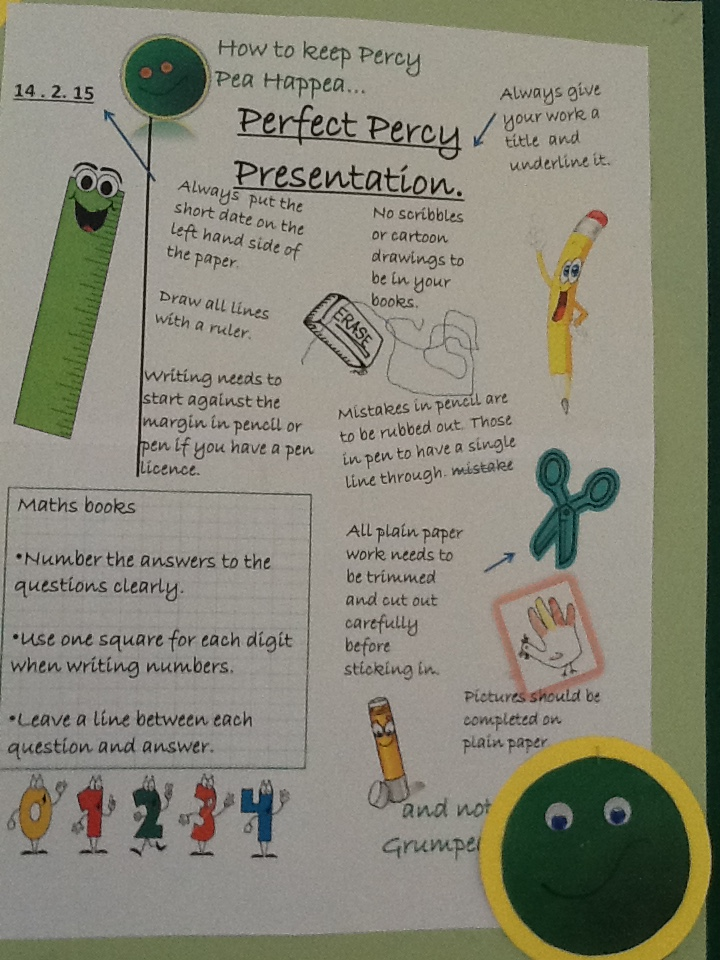 How to keep Percy
Pea Happea...
14 . 2. 15
Perfect Percy
Presentation.
Always give
your work a
title and
underline it.
Always put the
short date on the
left hand side of
the paper.
No scribbles
or cartoon
drawings to
be in your
books.
Draw all lines
with a ruler.
ERASE
Writing needs to
start against the
margin in pencil or
pen if you have a pen
licence.
Mistakes in pencil are
to be rubbed out. Those
in pen to have a single
line through. mistake
Maths books
•Number the answers to the
questions clearly.
•Use one square for each digit
when writing numbers.
•Leave a line between each
question and answer.
All plain paper
work needs to
be trimmed
and cut out
carefully
before
sticking in.
Pictures should be
completed on
plain paper
0 1 2 3 4
and not